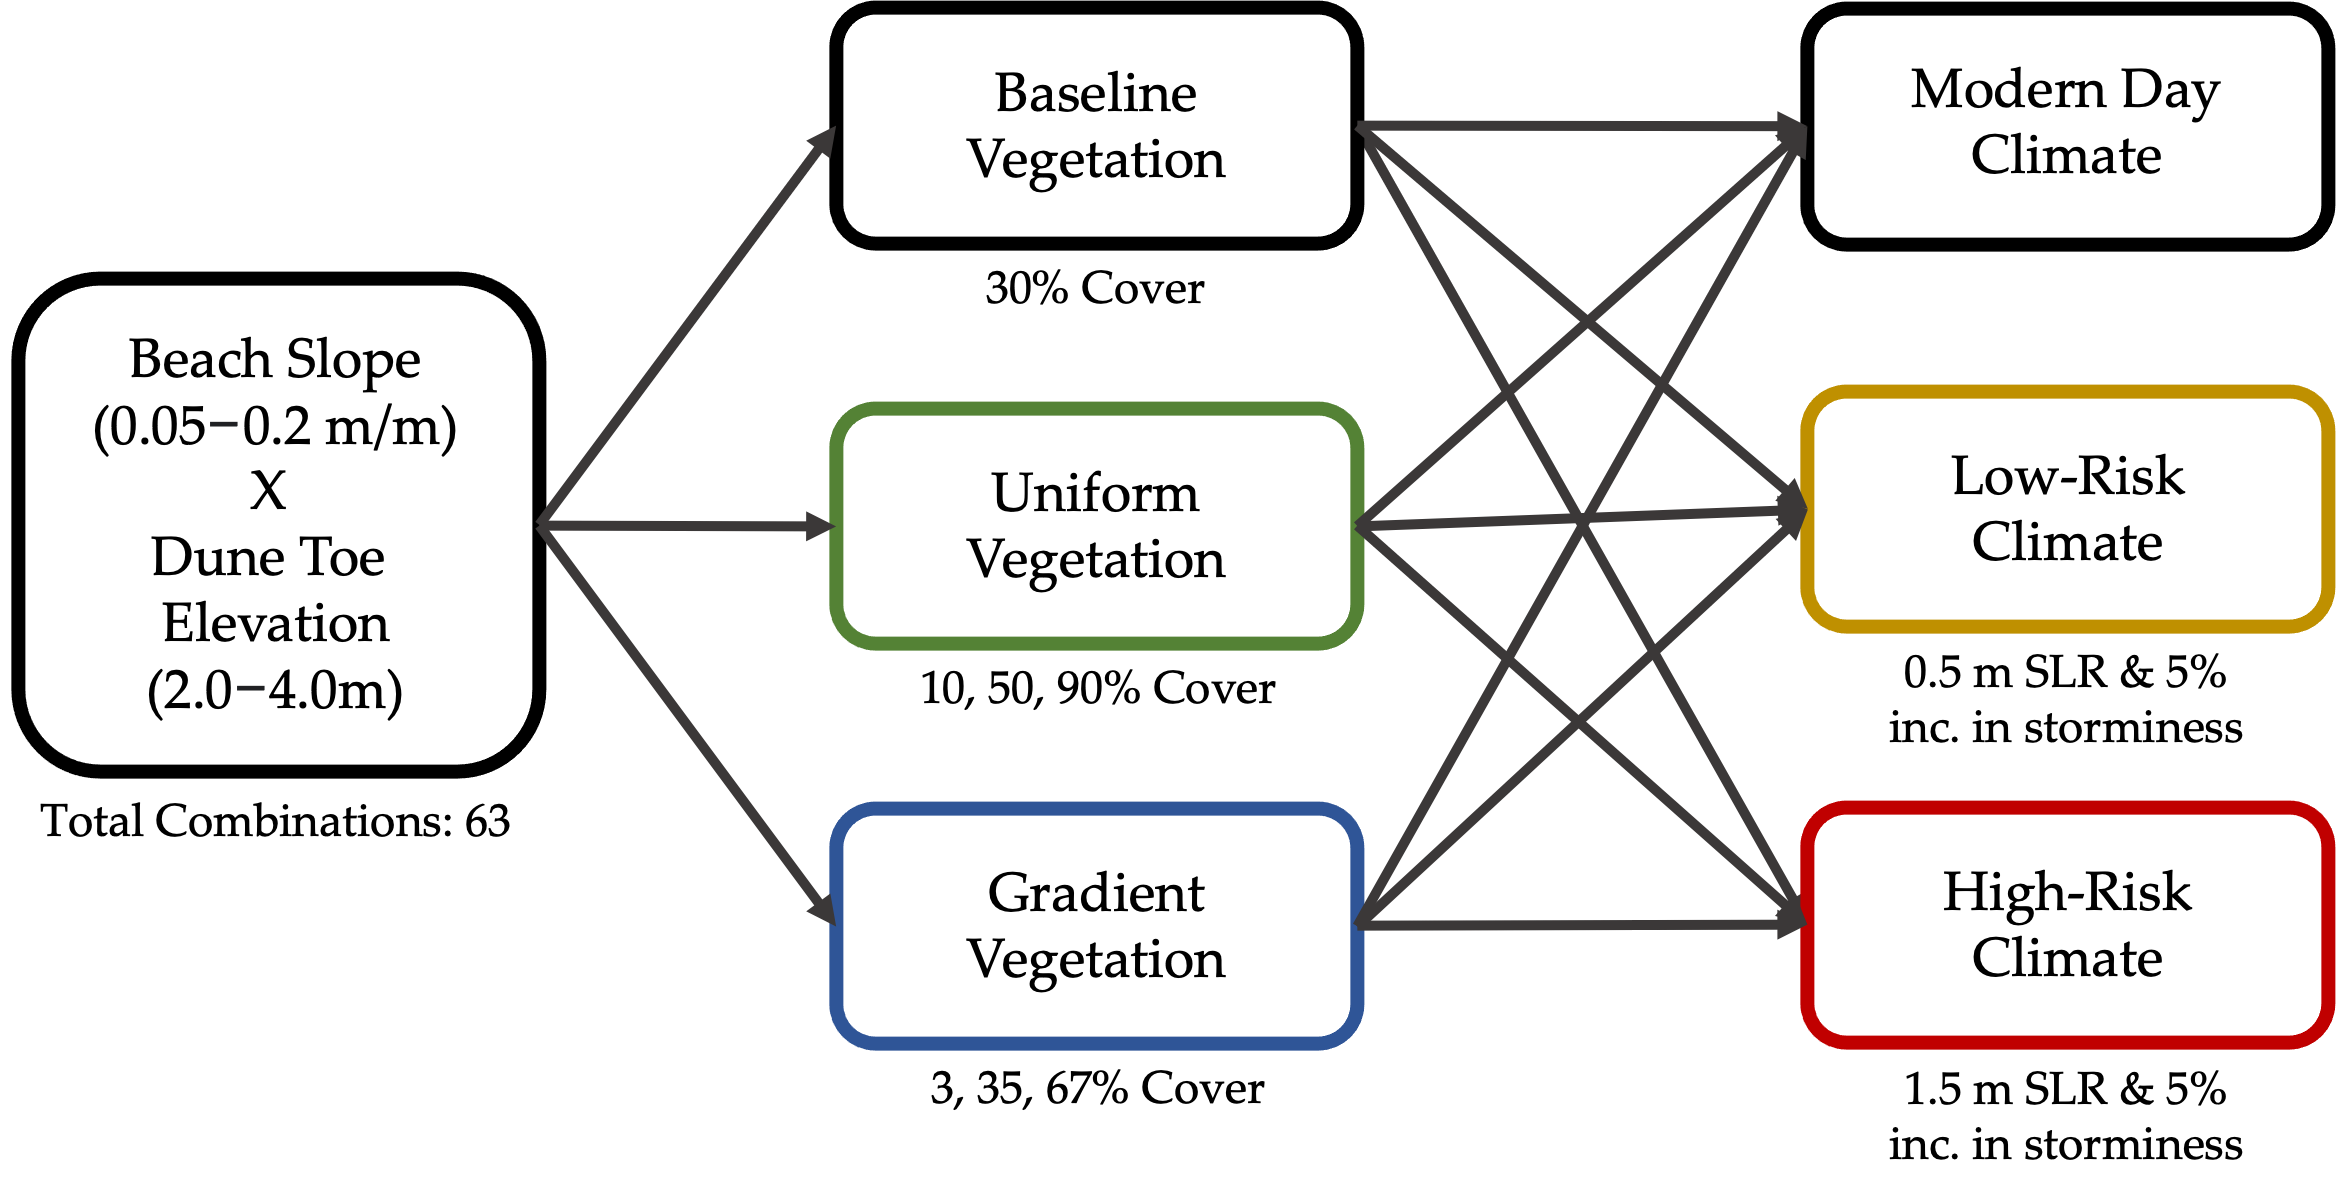 Beach Slope
(0.05–0.2 m/m)
X
Dune Toe
Elevation
(2.0–4.0m)
Total Combinations: 63
Baseline
Vegetation
30% Cover
Uniform
Vegetation
10, 50, 90% Cover
Gradient
Vegetation
3, 35, 67% Cover
Modern Day
Climate
Low-Risk
Climate
0.5 m SLR & 5%
inc. in storminess
High-Risk
Climate
1.5 m SLR & 5%
inc. in storminess